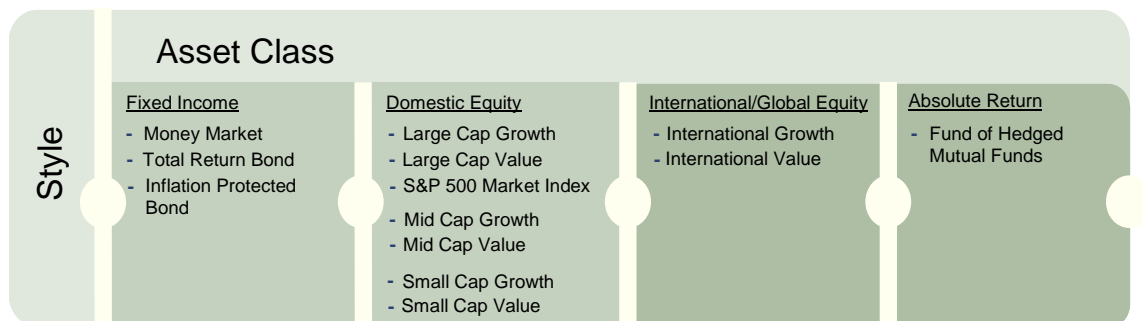 Asset Class
Style
Fixed Income
- Money Market
- Total Return Bond
- Inflation Protected
Bond
Domestic Equity
- Large Cap Growth
- Large Cap Value
- S&P 500 Market Index
- Mid Cap Growth
- Mid Cap Value
- Small Cap Growth
- Small Cap Value
International/Global Equity
- International Growth
- International Value
Absolute Return
- Fund of Hedged
Mutual Funds